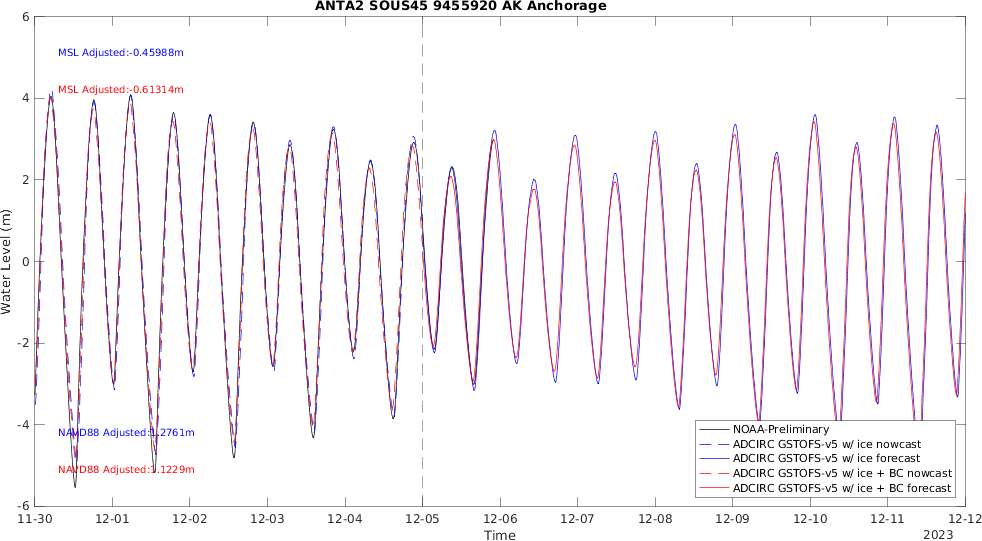 ANTA2 SOUS45 9455920 AK Anchorage
6
4
2
0
-2
-4
-6
Water Level (m)
MSL Adjusted:-0.45988m
MSL Adjusted:-0.61314m
NAVD88 Adjusted:1.2761m
NAVD88 Adjusted:1.1229m
NOAA-Preliminary
ADCIRC GSTOFS-v5 w/ ice nowcast
ADCIRC GSTOFS-v5 w/ ice forecast
ADCIRC GSTOFS-v5 w/ ice + BC nowcast
ADCIRC GSTOFS-v5 w/ ice + BC forecast
11-30 12-01 12-02 12-03 12-04 12-05 12-06 12-07 12-08 12-09 12-10 12-11 12-12
Time
2023